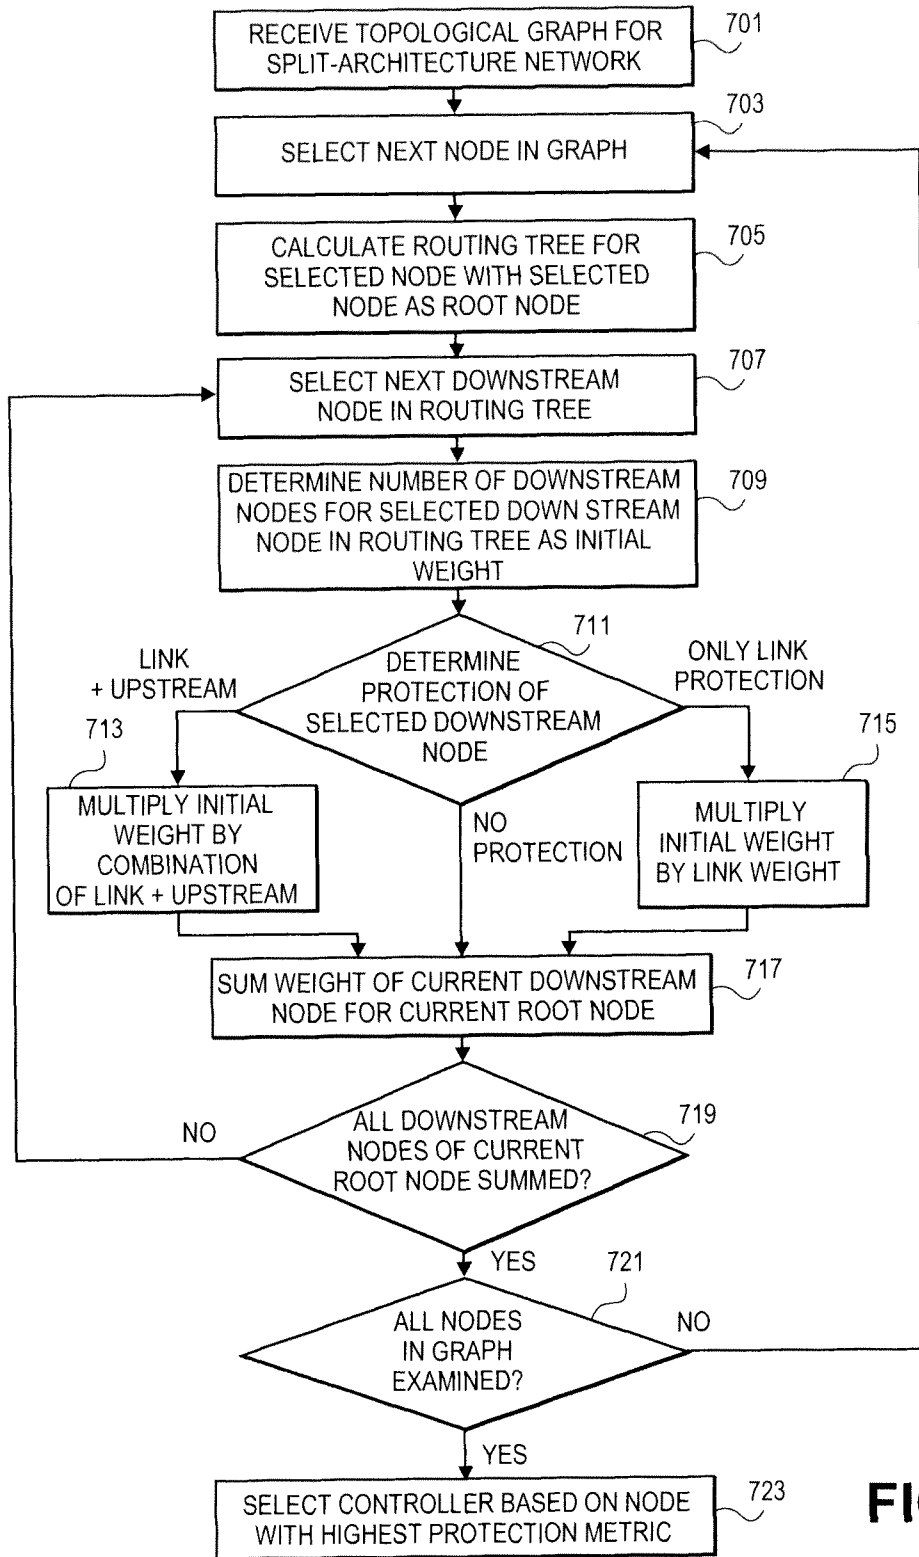 RECEIVE TOPOLOGICAL GRAPH FOR
SPLIT-ARCHITECTURE NETWORK
701
703
SELECT NEXT NODE IN GRAPH
CALCULATE ROUTING TREE FOR
SELECTED NODE WITH SELECTED
NODE AS ROOT NODE
705
SELECT NEXT DOWNSTREAM
NODE IN ROUTING TREE
707
DETERMINE NUMBER OF DOWNSTREAM
NODES FOR SELECTED DOWN STREAM
NODE IN ROUTING TREE AS INITIAL
WEIGHT
709
711
LINK
+ UPSTREAM
DETERMINE
PROTECTION OF
SELECTED DOWNSTREAM
NODE
ONLY LINK
PROTECTION
713
MULTIPLY INITIAL
WEIGHT BY
COMBINATION
OF LINK + UPSTREAM
NO
PROTECTION
715
MULTIPLY
INITIAL WEIGHT
BY LINK WEIGHT
SUM WEIGHT OF CURRENT DOWNSTREAM
NODE FOR CURRENT ROOT NODE
717
NO
ALL DOWNSTREAM
NODES OF CURRENT
ROOT NODE SUMMED?
719
YES
721
ALL NODES
IN GRAPH
EXAMINED?
NO
YES
SELECT CONTROLLER BASED ON NODE
WITH HIGHEST PROTECTION METRIC
723